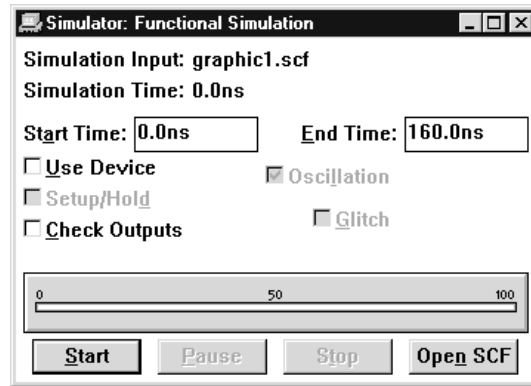 Simulator: Functional Simulation
Simulation Input: graphic1.scf
Simulation Time: 0.0ns
Start Time: 0.0ns End Time: 160.0ns
Use Device
Oscillation
Setup/Hold
Glitch
Check Outputs
0 50 100
Start Pause Stop Open SCF